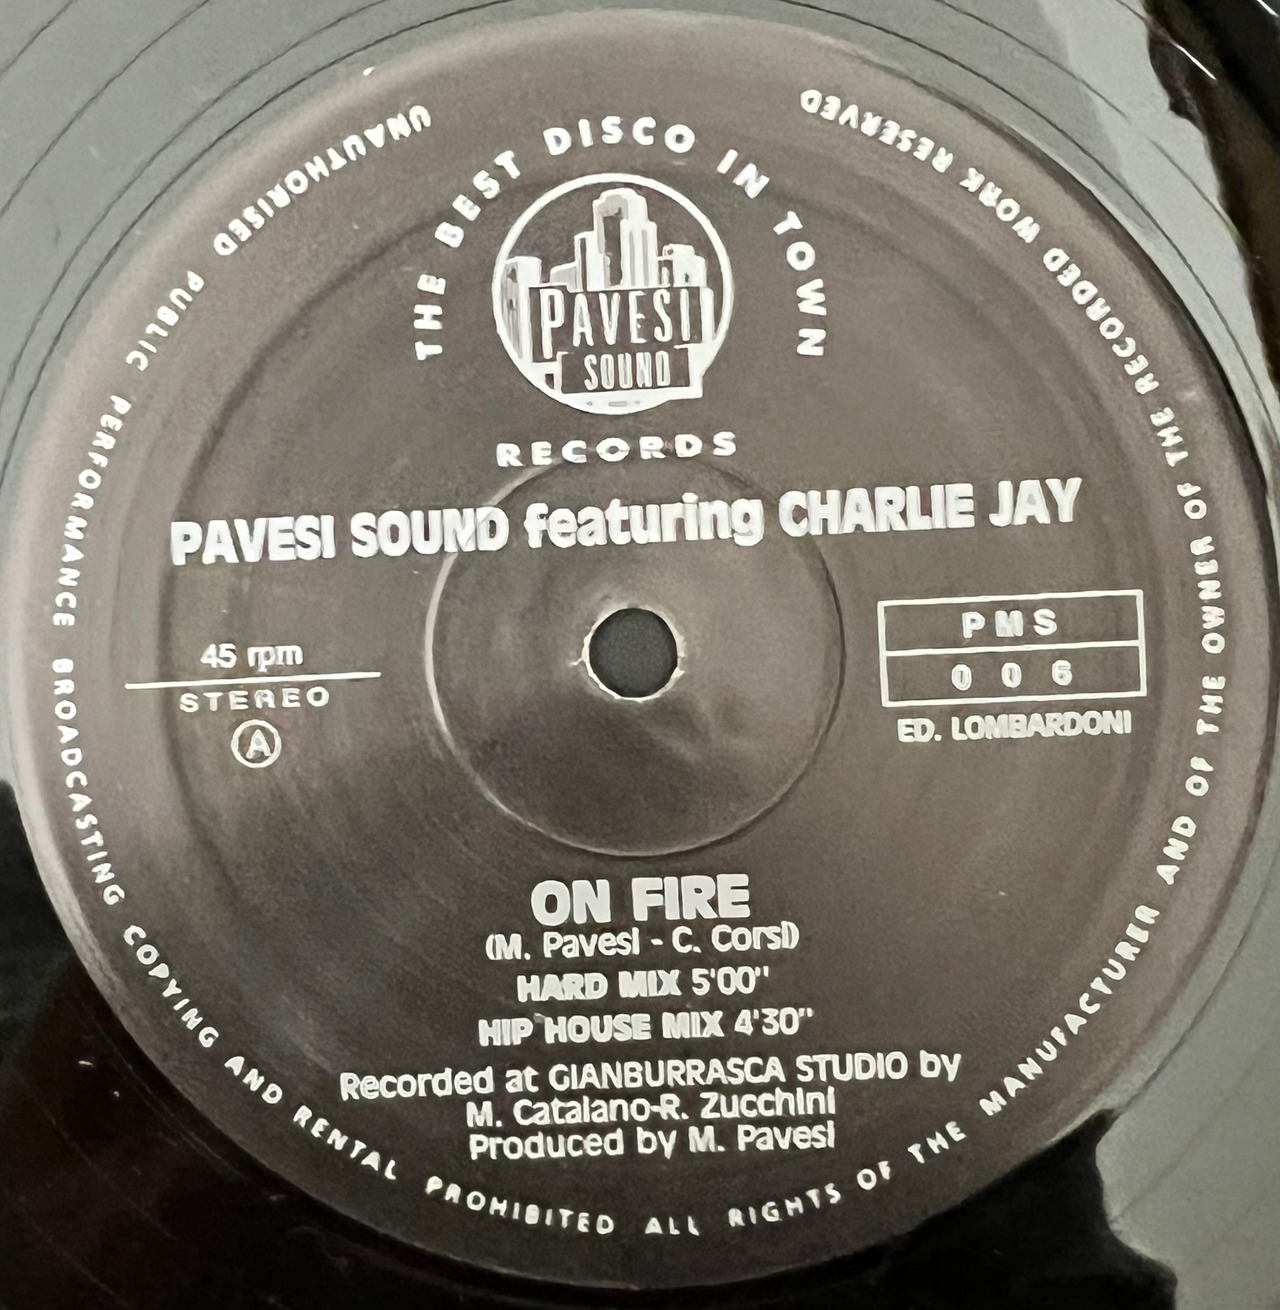 THE BEST DISCO IN TOWN
PAVESI
SOUND
RECORDS
PAVESI SOUND featuring CHARLIE JAY
45 rpm
STEREO
A
PMS
006
ED. LOMBARDONI
ON FIRE
(M. Pavesi - C. Corsi)
HARD MIX 5'00"
HIP HOUSE MIX 4'30"
Recorded at GIANBURRASCA STUDIO by
M. Catalano-R. Zucchini
Produced by M. Pavesi
UNAUTHORISED PUBLIC PERFORMANCE BROADCASTING COPYING AND RENTAL PROHIBITED ALL RIGHTS OF THE MANUFACTURER AND OF THE OWNER OF THE RECORDED WORK RESERVED